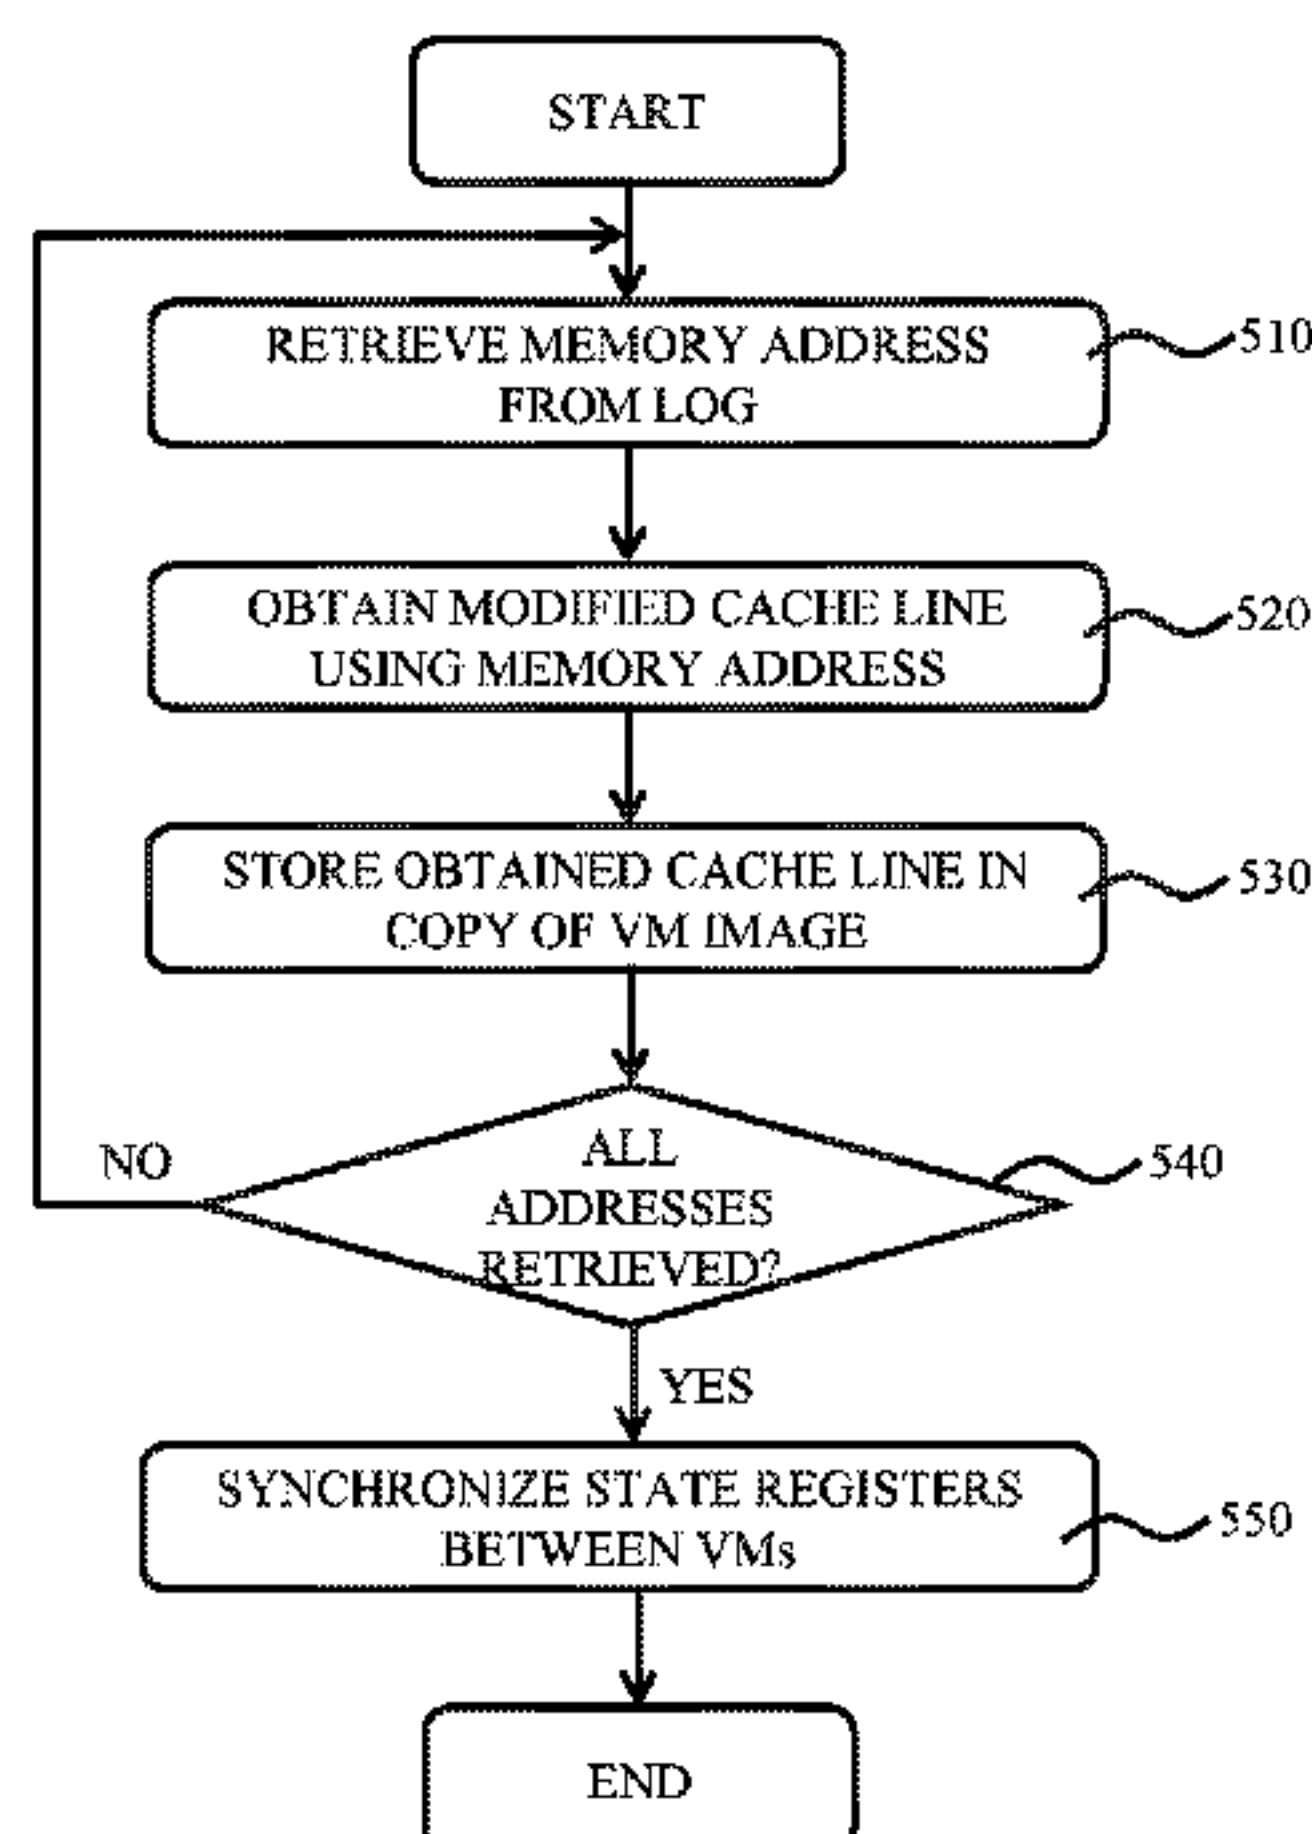 START
RETRIEVE MEMORY ADDRESS
FROM LOG
510
OBTAIN MODIFIED CACHE LINE
USING MEMORY ADDRESS
520
STORE OBTAINED CACHE LINE IN
COPY OF VM IMAGE
530
ALL
ADDRESSES
RETRIEVED?
540
NO
YES
SYNCHRONIZE STATE REGISTERS
BETWEEN VMs
550
END